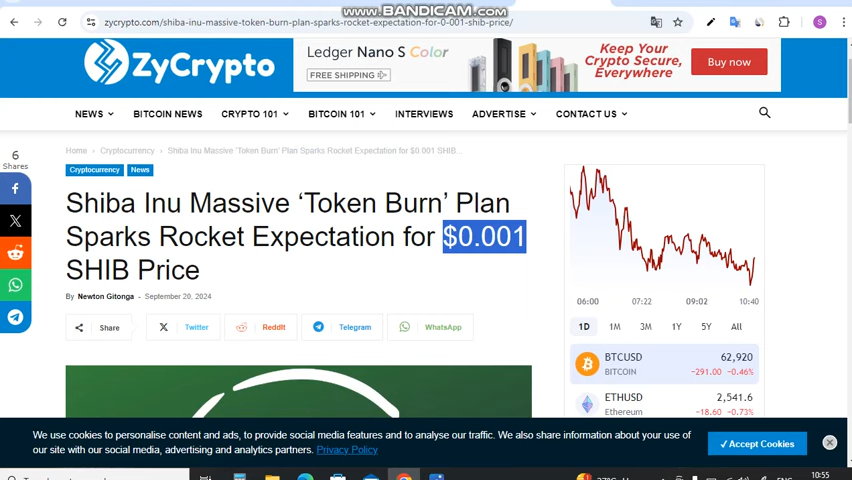 www.BANDICAM.com
zycrypto.com/shiba-inu-massive-token-burn-plan-sparks-rocket-expectation-for-0-001-shib-price/
S
ZyCrypto
Ledger Nano S Color
FREE SHIPPING
Keep Your
Crypto Secure,
Everywhere
Buy now
NEWS
BITCOIN NEWS
CRYPTO 101
BITCOIN 101
INTERVIEWS
ADVERTISE
CONTACT US
6
Shares
Home
Cryptocurrency
Shiba Inu Massive ‘Token Burn’ Plan Sparks Rocket Expectation for $0.001 SHIB...
Cryptocurrency
News
Shiba Inu Massive ‘Token Burn’ Plan
Sparks Rocket Expectation for $0.001
SHIB Price
By Newton Gitonga - September 20, 2024
Share
Twitter
ReddIt
Telegram
WhatsApp
06:00
07:22
09:02
10:40
1D
1M
3M
1Y
5Y
All
BTCUSD
62,920
BITCOIN
−291.00
−0.46%
ETHUSD
2,541.6
Ethereum
−18.60
−0.73%
We use cookies to personalise content and ads, to provide social media features and to analyse our traffic. We also share information about your use of
our site with our social media, advertising and analytics partners. Privacy Policy
✓Accept Cookies
ENG
10:55